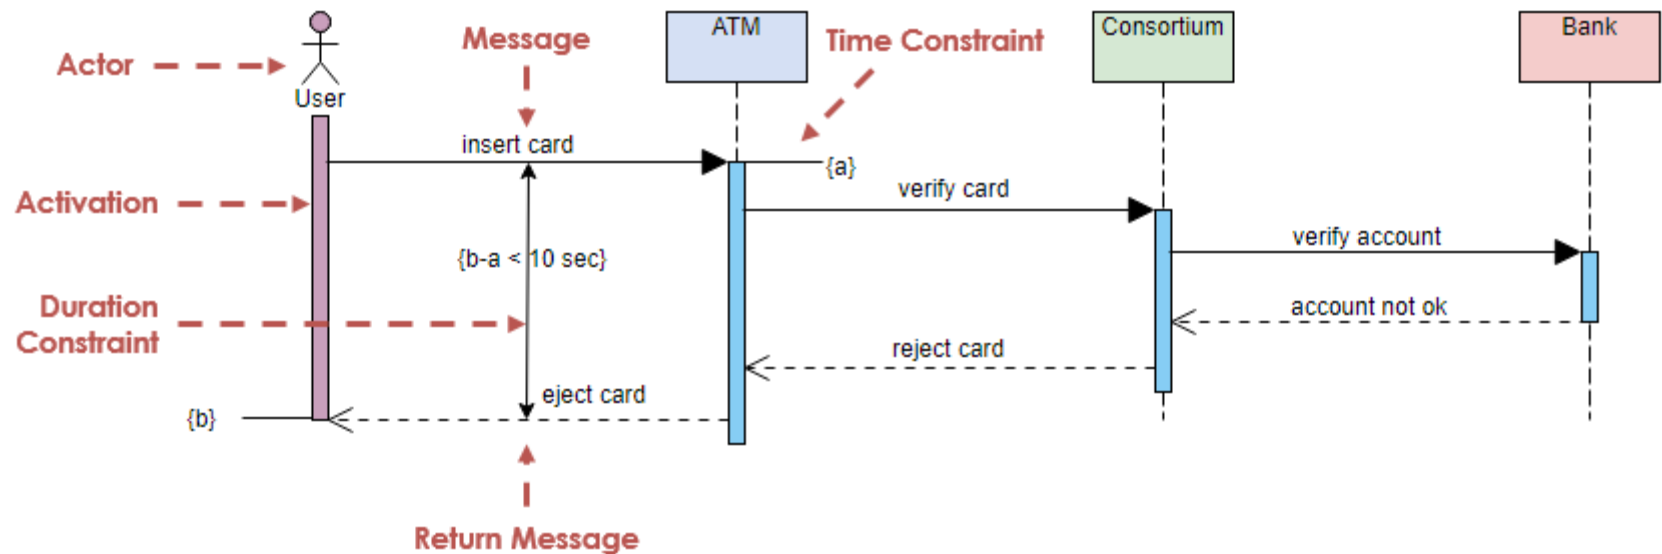 ATM
Consortium
Bank
Message
Time Constraint
Actor
User
insert card
{a}
verify card
Activation
verify account
{b-a < 10 sec}
Duration
Constraint
account not ok
reject card
eject card
{b}
Return Message